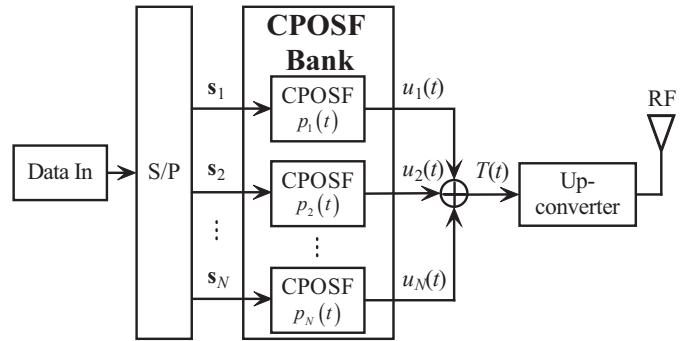 CPOSF
Bank
RF
s1
CPOSF
p1(t)
u1(t)
Data In
S/P
s2
CPOSF
p2(t)
u2(t)
T(t)
Up-
converter
sN
CPOSF
pN(t)
uN(t)